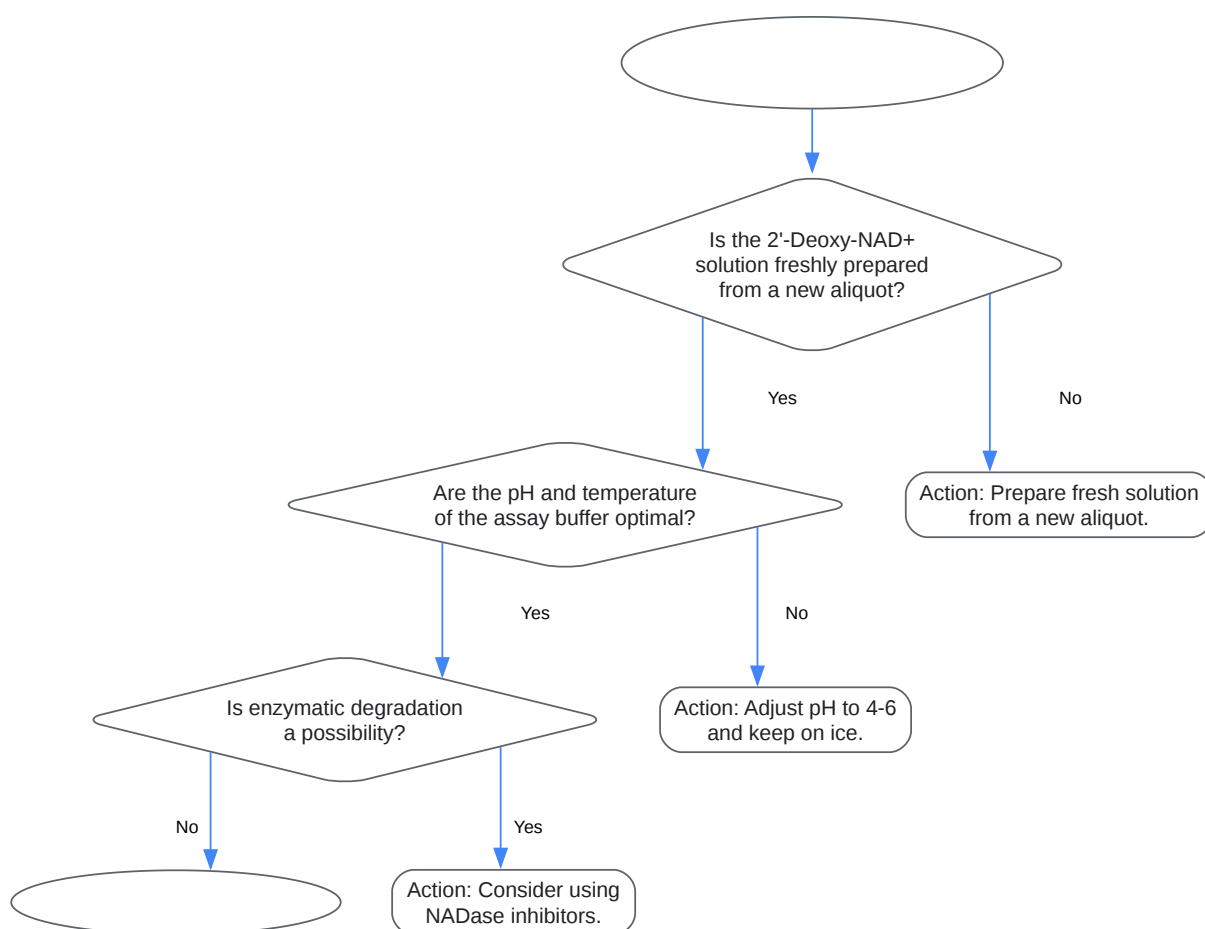 Is the 2'-Deoxy-NAD+
solution freshly prepared
from a new aliquot?
Yes
No
Are the pH and temperature
of the assay buffer optimal?
Action: Prepare fresh solution
from a new aliquot.
Yes
No
Is enzymatic degradation
a possibility?
Action: Adjust pH to 4-6
and keep on ice.
No
Yes
Action: Consider using
NADase inhibitors.